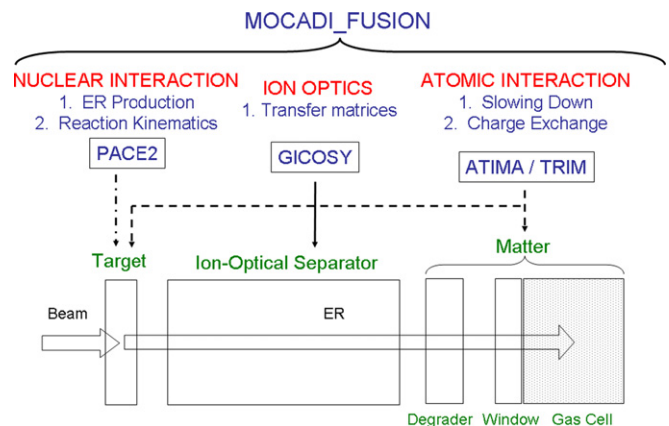 MOCADI_FUSION
NUCLEAR INTERACTION
1. ER Production
2. Reaction Kinematics
PACE2
ION OPTICS
1. Transfer matrices
GICOSY
ATOMIC INTERACTION
1. Slowing Down
2. Charge Exchange
ATIMA / TRIM
Target
Ion-Optical Separator
Matter
Beam
ER
Degrader
Window
Gas Cell